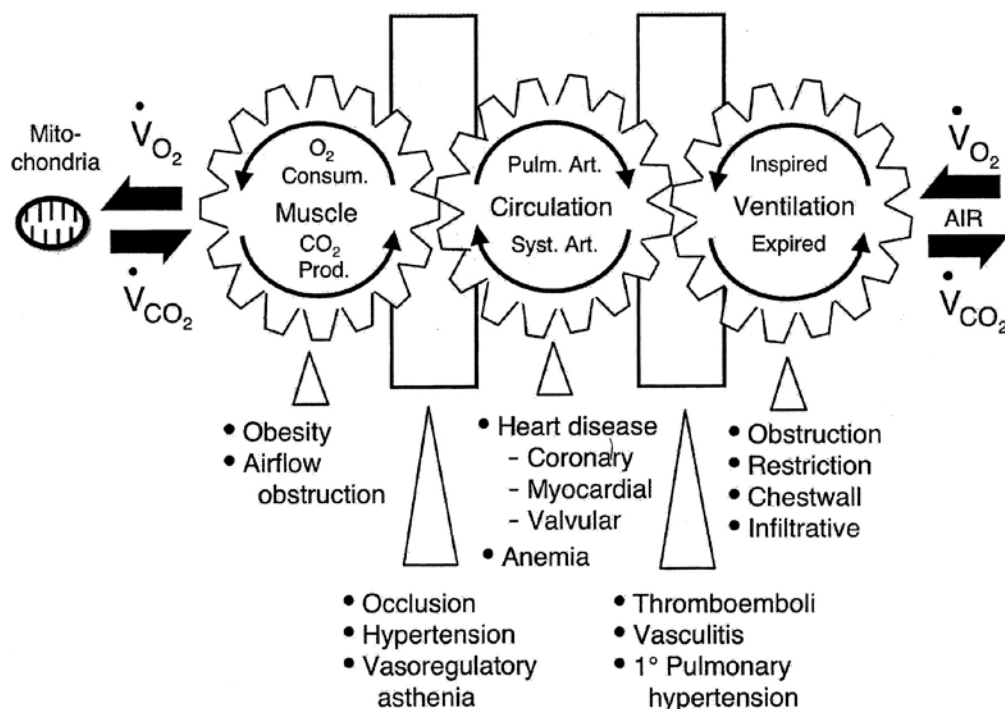 Mito-
chondria
V̇O₂
V̇CO₂
O₂
Consum.
Muscle
CO₂
Prod.
Pulm. Art.
Circulation
Syst. Art.
Inspired
Ventilation
Expired
V̇O₂
AIR
V̇CO₂
• Obesity
• Airflow
obstruction
• Heart disease
– Coronary
– Myocardial
– Valvular
• Anemia
• Obstruction
• Restriction
• Chestwall
• Infiltrative
• Occlusion
• Hypertension
• Vasoregulatory
asthenia
• Thromboemboli
• Vasculitis
• 1° Pulmonary
hypertension